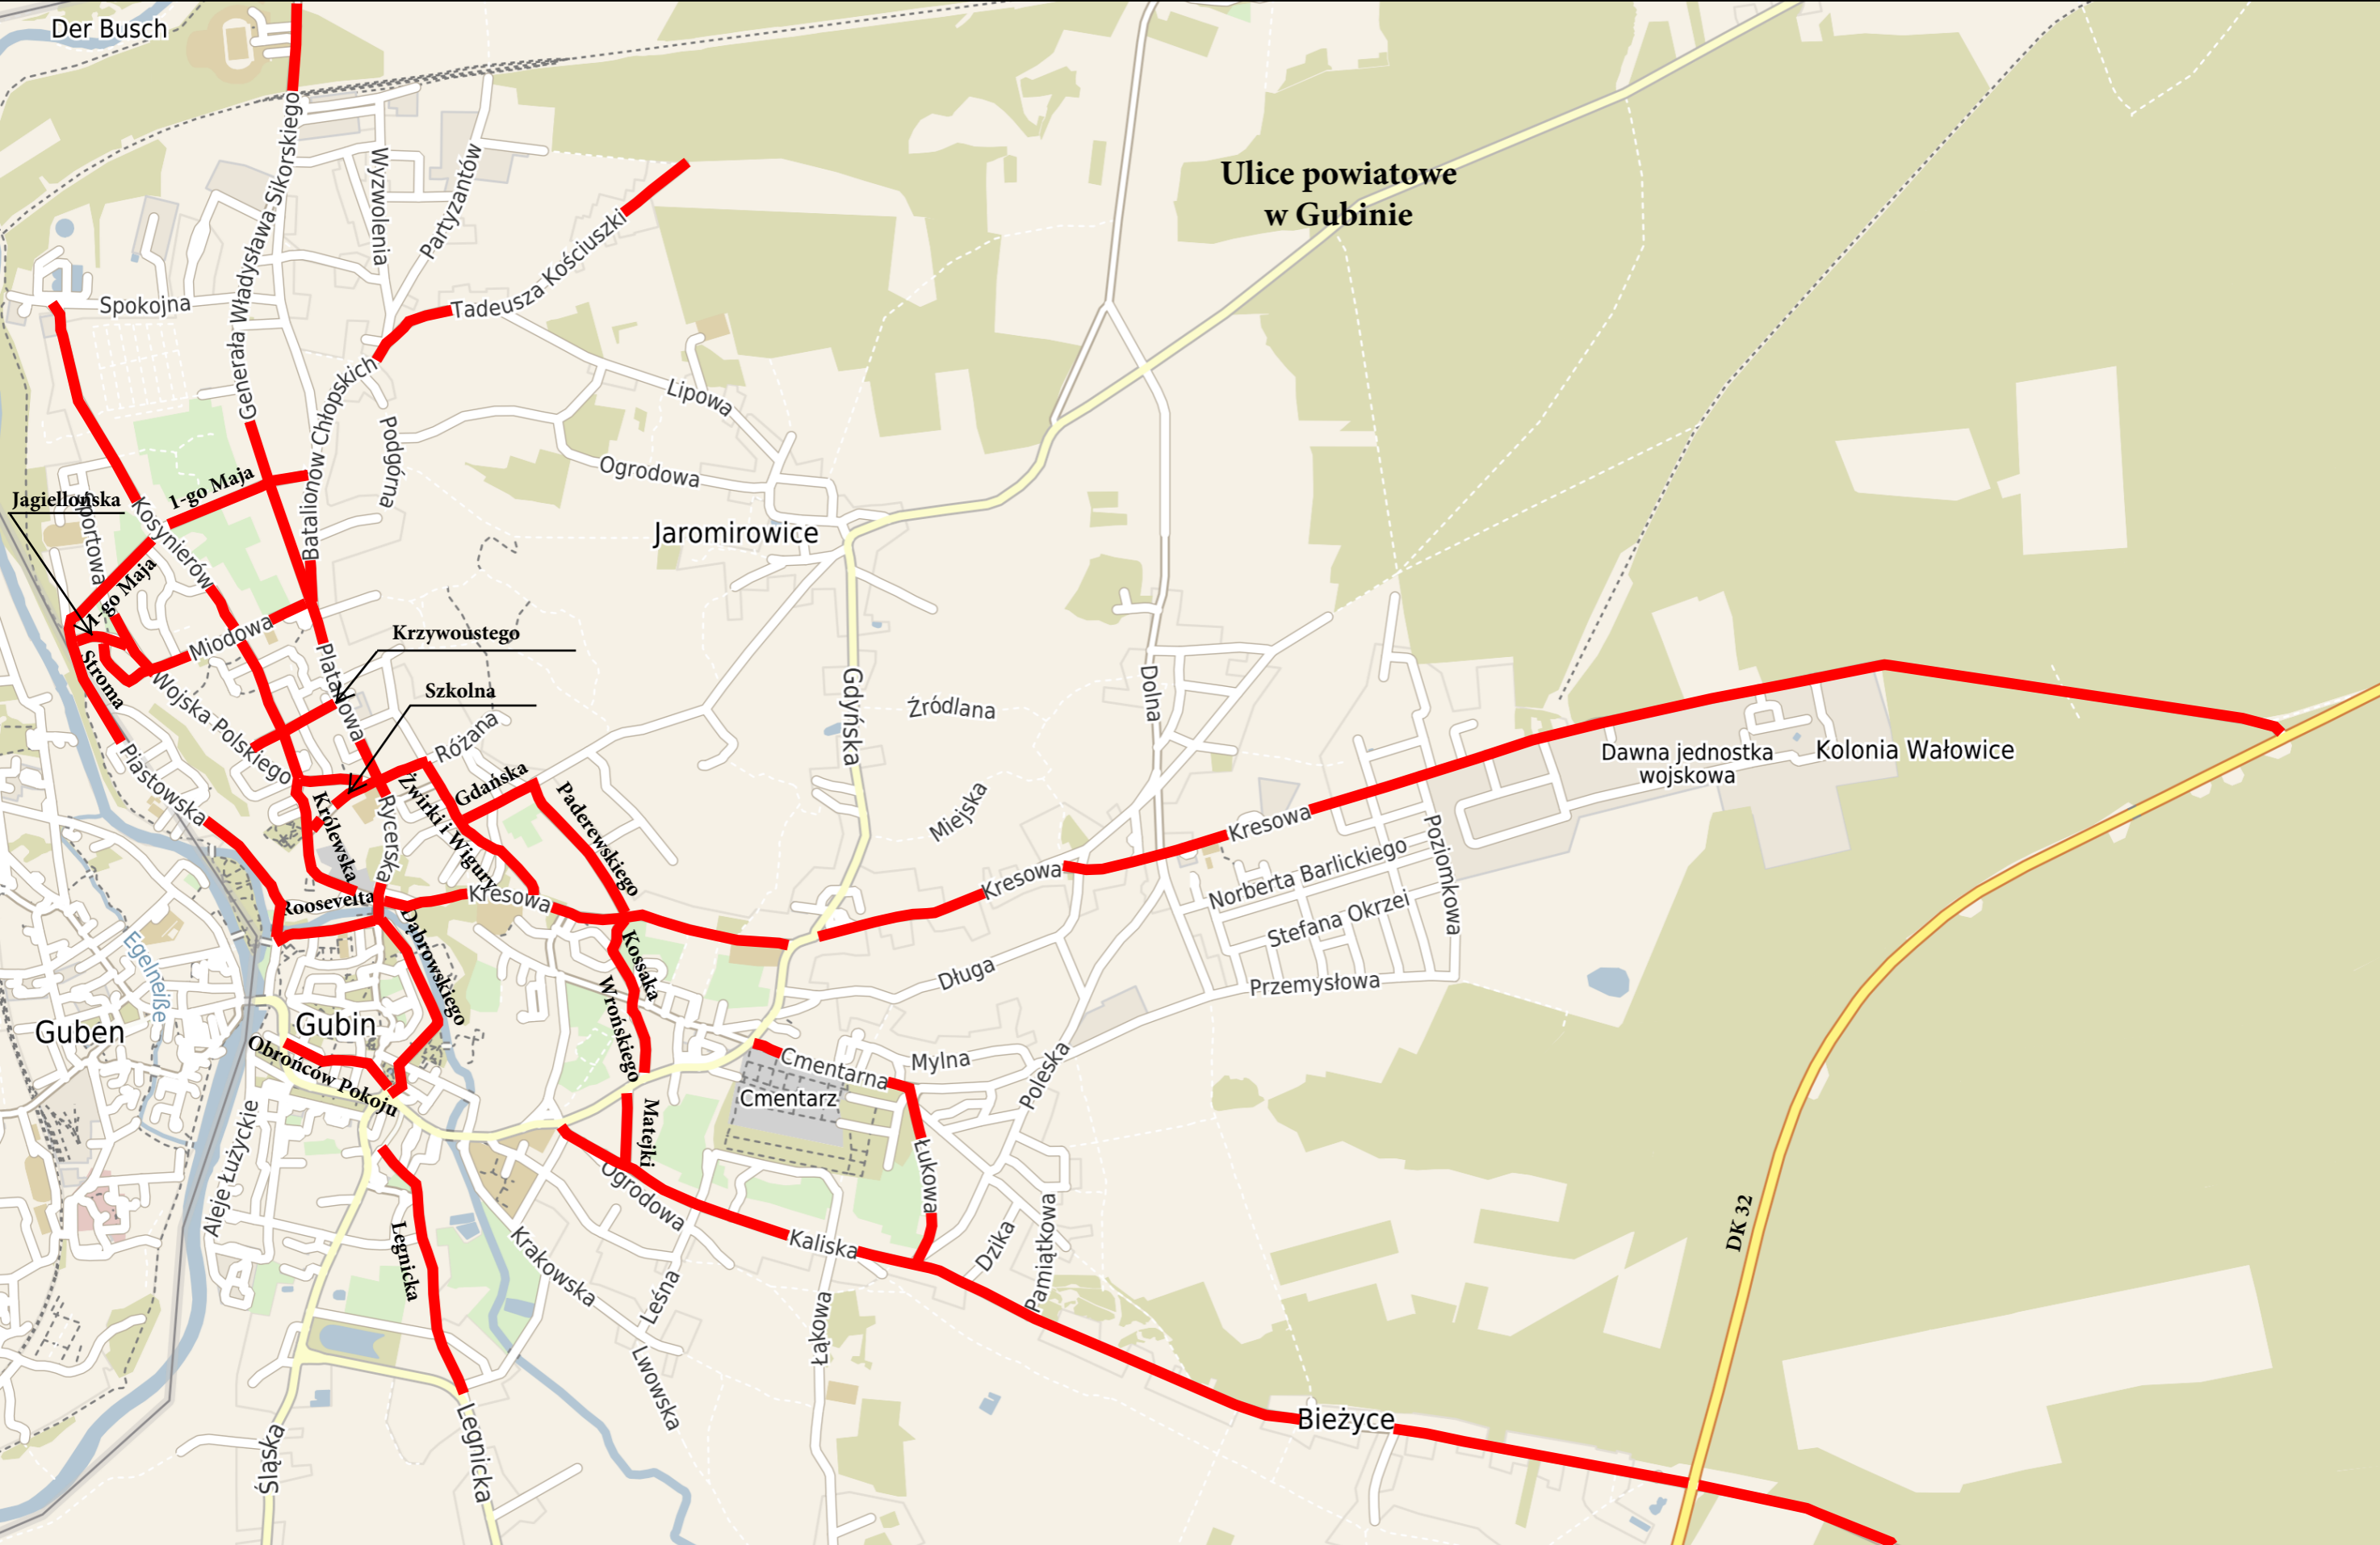 Der Busch
Ulice powiatowe
w Gubinie
Generała Władysława Sikorskiego
Wyzwolenia
Partyzantów
Tadeusza Kościuszki
Spokojna
Batalionów Chłopskich
Podgórna
Lipowa
Ogrodowa
Jaromirowice
1-go Maja
Jagiellońska
Sportowa
Kosynierów
1-go Maja
Miodowa
Stroma
Krzywoustego
Szkolna
Platanowa
Wojska Polskiego
Piastowska
Różana
Gdańska
Paderewskiego
Żwirki i Wigury
Królewska
Rycerska
Roosevelta
Kresowa
Dąbrowskiego
Gdyńska
Źródlana
Miejska
Dolna
Kresowa
Kresowa
Norberta Barlickiego
Stefana Okrzei
Poziomkowa
Przemysłowa
Długa
Dawna jednostka
wojskowa
Kolonia Wałowice
Egelneiße
Guben
Gubin
Obrońców Pokoju
Kossaka
Wrońskiego
Matejki
Cmentarna
Cmentarz
Mylna
Poleska
Łukowa
Ogrodowa
Kaliska
Dzika
Pamiątkowa
Aleje Łużyckie
Legnicka
Krakowska
Leśna
Łąkowa
Lwowska
Śląska
Legnicka
Bieżyce
DK 32